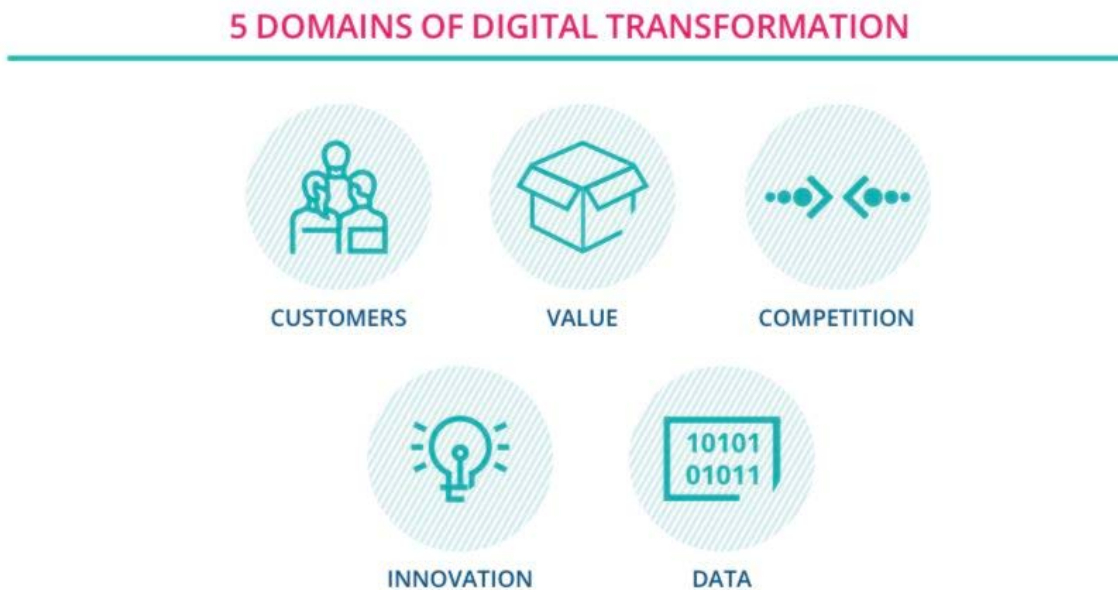 5 DOMAINS OF DIGITAL TRANSFORMATION
CUSTOMERS
VALUE
COMPETITION
10101
01011
INNOVATION
DATA